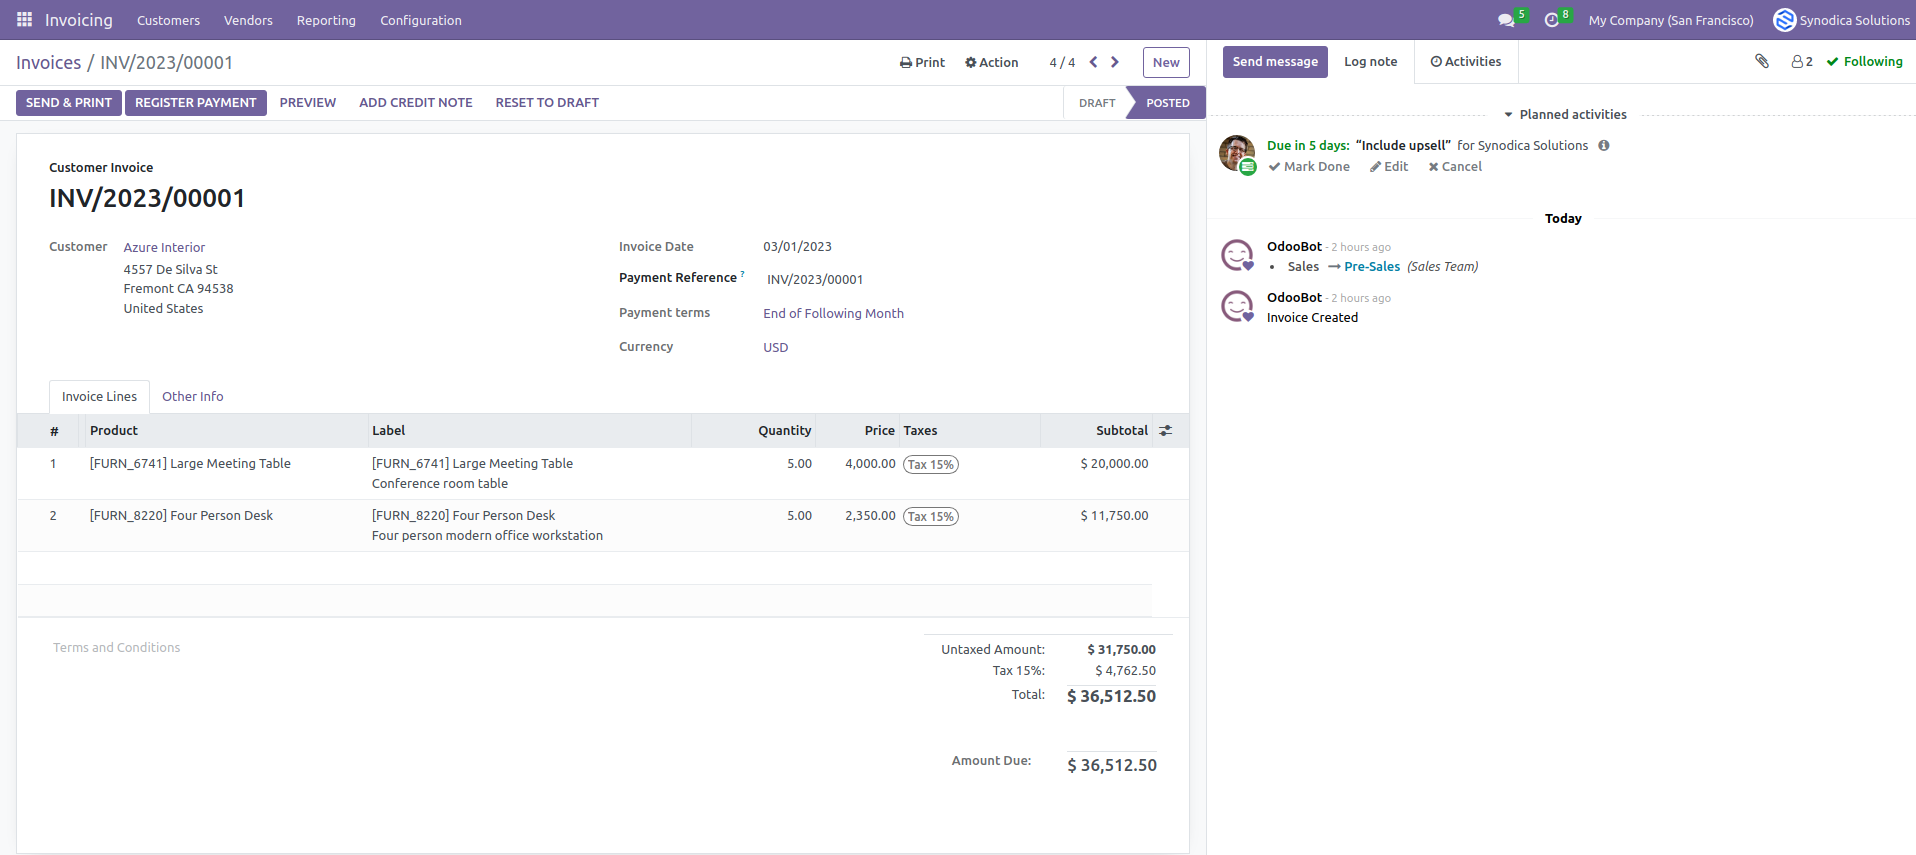 Invoicing Customers Vendors Reporting Configuration 5 8 My Company (San Francisco) Synodica Solutions
Invoices / INV/2023/00001 Print Action 4 / 4 New
SEND & PRINT REGISTER PAYMENT PREVIEW ADD CREDIT NOTE RESET TO DRAFT DRAFT POSTED
Customer Invoice
INV/2023/00001
Customer Azure Interior
4557 De Silva St
Fremont CA 94538
United States
Invoice Date 03/01/2023
Payment Reference ? INV/2023/00001
Payment terms End of Following Month
Currency USD
Invoice Lines Other Info
# Product Label Quantity Price Taxes Subtotal
1 [FURN_6741] Large Meeting Table [FURN_6741] Large Meeting Table 5.00 4,000.00 Tax 15% $ 20,000.00
Conference room table
2 [FURN_8220] Four Person Desk [FURN_8220] Four Person Desk 5.00 2,350.00 Tax 15% $ 11,750.00
Four person modern office workstation
Terms and Conditions
Untaxed Amount: $ 31,750.00
Tax 15%: $ 4,762.50
Total: $ 36,512.50
Amount Due: $ 36,512.50
Send message Log note Activities 2 Following
Planned activities
Due in 5 days: “Include upsell” for Synodica Solutions
Mark Done Edit Cancel
Today
OdooBot - 2 hours ago
• Sales Pre-Sales (Sales Team)
OdooBot - 2 hours ago
Invoice Created